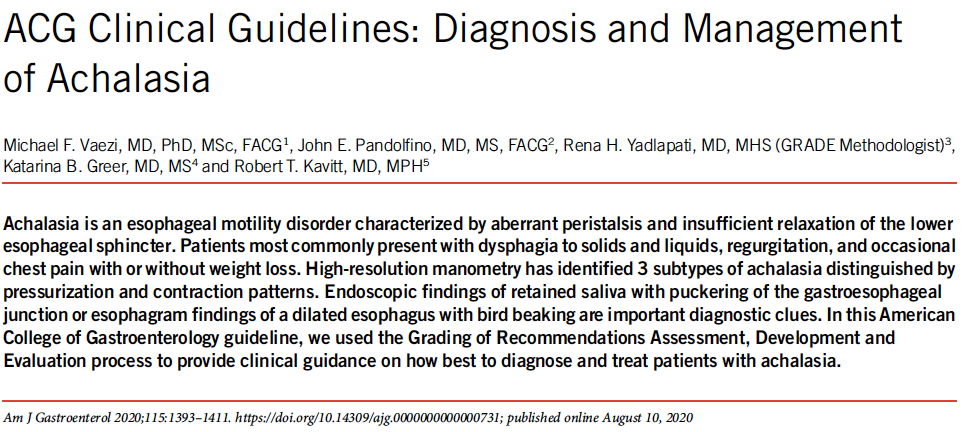 ACG Clinical Guidelines: Diagnosis and Management
of Achalasia
Michael F. Vaezi, MD, PhD, MSc, FACG1, John E. Pandolfino, MD, MS, FACG2, Rena H. Yadlapati, MD, MHS (GRADE Methodologist)3,
Katarina B. Greer, MD, MS4 and Robert T. Kavitt, MD, MPH5
Achalasia is an esophageal motility disorder characterized by aberrant peristalsis and insufficient relaxation of the lower
esophageal sphincter. Patients most commonly present with dysphagia to solids and liquids, regurgitation, and occasional
chest pain with or without weight loss. High-resolution manometry has identified 3 subtypes of achalasia distinguished by
pressurization and contraction patterns. Endoscopic findings of retained saliva with puckering of the gastroesophageal
junction or esophagram findings of a dilated esophagus with bird beaking are important diagnostic clues. In this American
College of Gastroenterology guideline, we used the Grading of Recommendations Assessment, Development and
Evaluation process to provide clinical guidance on how best to diagnose and treat patients with achalasia.
Am J Gastroenterol 2020;115:1393–1411. https://doi.org/10.14309/ajg.0000000000000731; published online August 10, 2020